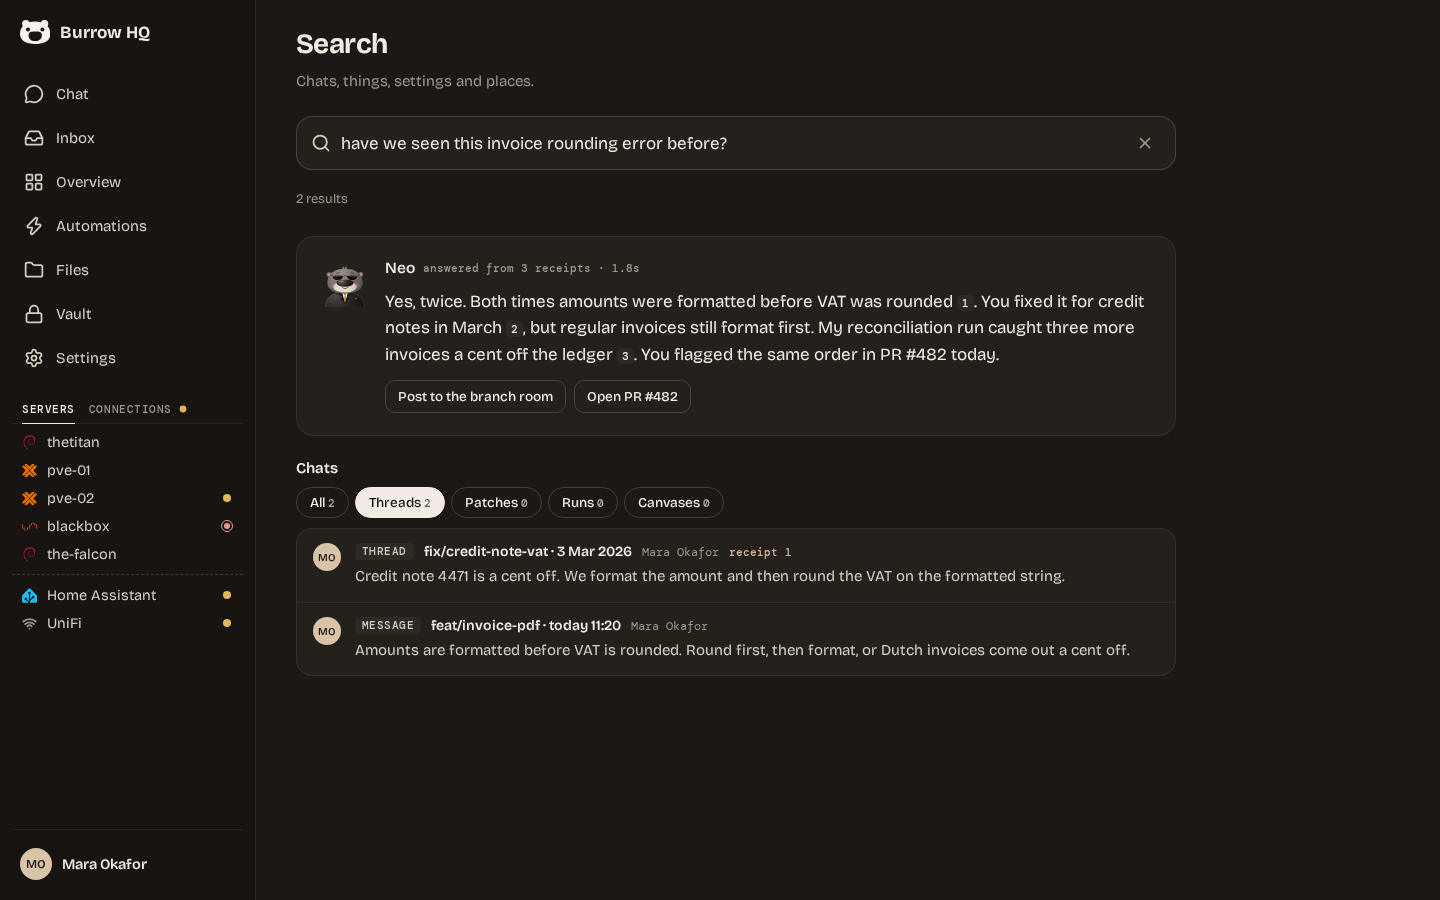 Burrow HQ
Chat
Inbox
Overview
Automations
Files
Vault
Settings
SERVERS CONNECTIONS
thetitan
pve-01
pve-02
blackbox
the-falcon
Home Assistant
UniFi
MO Mara Okafor
Search
Chats, things, settings and places.
have we seen this invoice rounding error before?
2 results
Neo answered from 3 receipts · 1.8s
Yes, twice. Both times amounts were formatted before VAT was rounded 1. You fixed it for credit
notes in March 2, but regular invoices still format first. My reconciliation run caught three more
invoices a cent off the ledger 3. You flagged the same order in PR #482 today.
Post to the branch room Open PR #482
Chats
All 2 Threads 2 Patches 0 Runs 0 Canvases 0
MO THREAD fix/credit-note-vat · 3 Mar 2026 Mara Okafor receipt 1
Credit note 4471 is a cent off. We format the amount and then round the VAT on the formatted string.
MO MESSAGE feat/invoice-pdf · today 11:20 Mara Okafor
Amounts are formatted before VAT is rounded. Round first, then format, or Dutch invoices come out a cent off.